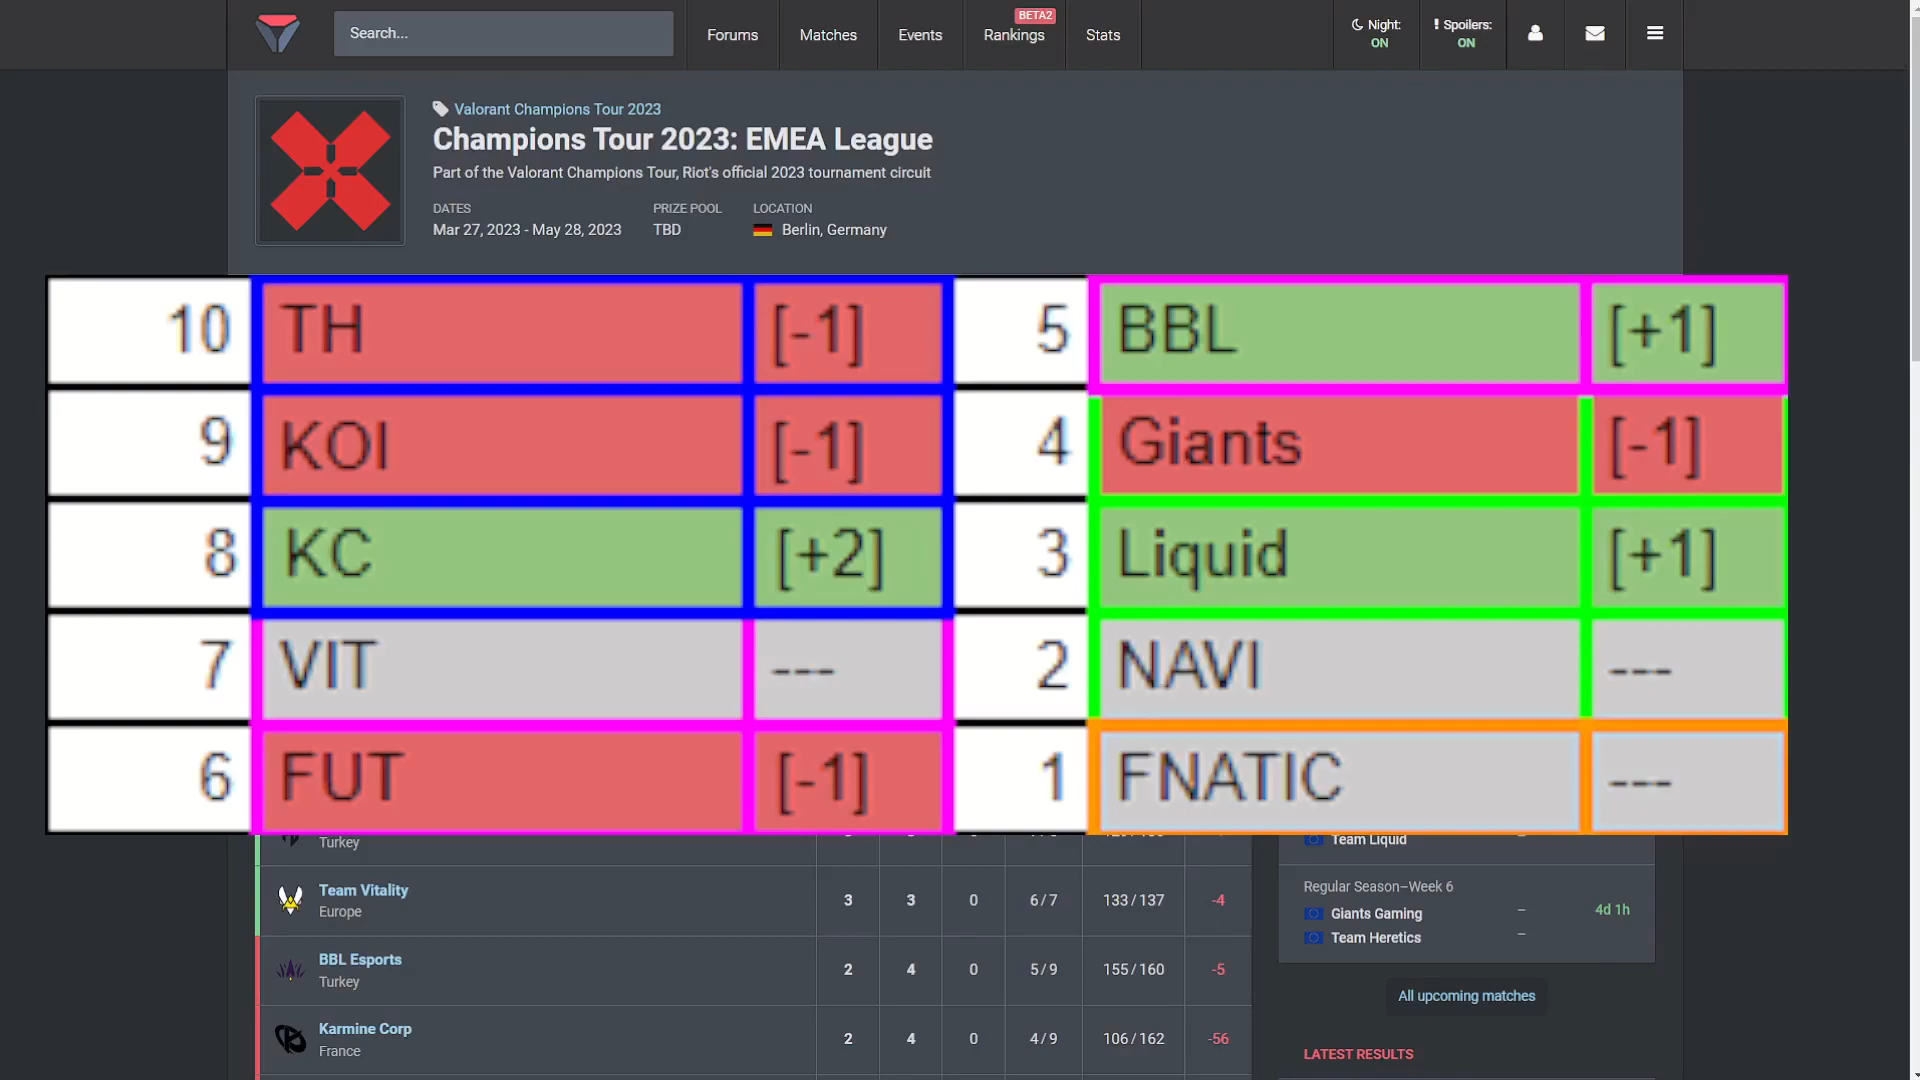 Search...
Forums
Matches
Events
BETA2
Rankings
Stats
Night:
ON
Spoilers:
ON
Valorant Champions Tour 2023
Champions Tour 2023: EMEA League
Part of the Valorant Champions Tour, Riot's official 2023 tournament circuit
DATES
Mar 27, 2023 - May 28, 2023
PRIZE POOL
TBD
LOCATION
Berlin, Germany
10 TH [-1] 5 BBL [+1]
9 KOI [-1] 4 Giants [-1]
8 KC [+2] 3 Liquid [+1]
7 VIT --- 2 NAVI ---
6 FUT [-1] 1 FNATIC ---
Turkey
Team Vitality
Europe
3 3 0 6/7 133/137 -4
BBL Esports
Turkey
2 4 0 5/9 155/160 -5
Karmine Corp
France
2 4 0 4/9 106/162 -56
Team Liquid –
Regular Season–Week 6
Giants Gaming –
4d 1h
Team Heretics –
All upcoming matches
LATEST RESULTS